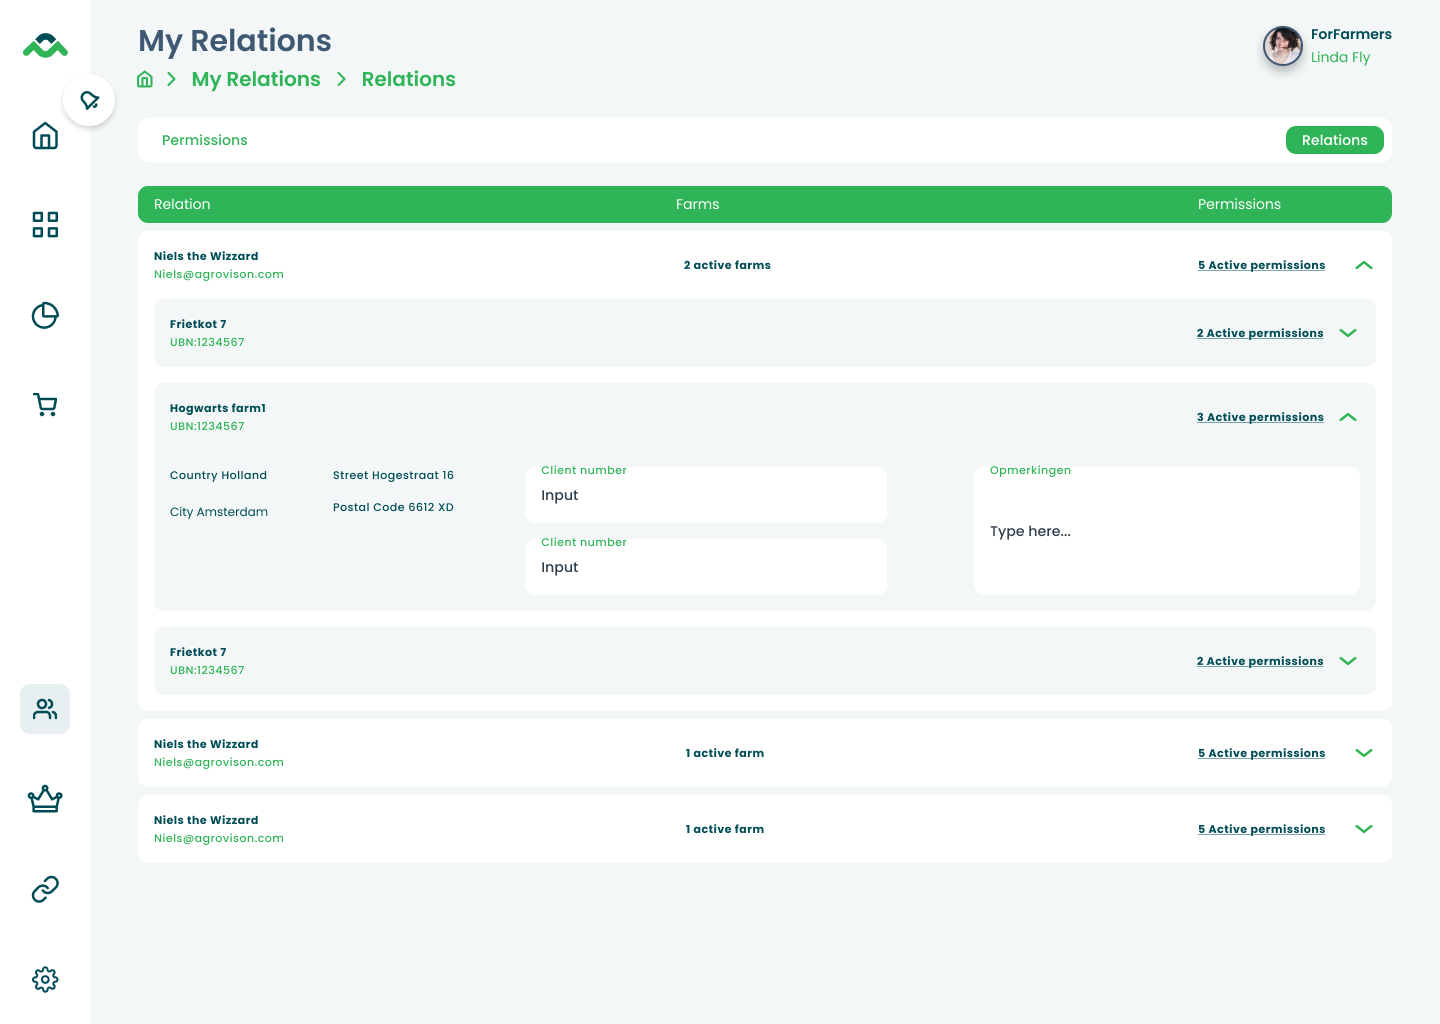 My Relations
ForFarmers
Linda Fly
My Relations Relations
Permissions Relations
Relation Farms Permissions
Niels the Wizzard
Niels@agrovison.com
2 active farms
5 Active permissions
Frietkot 7
UBN:1234567
2 Active permissions
Hogwarts farm1
UBN:1234567
3 Active permissions
Country Holland
City Amsterdam
Street Hogestraat 16
Postal Code 6612 XD
Client number
Input
Client number
Input
Opmerkingen
Type here...
Frietkot 7
UBN:1234567
2 Active permissions
Niels the Wizzard
Niels@agrovison.com
1 active farm
5 Active permissions
Niels the Wizzard
Niels@agrovison.com
1 active farm
5 Active permissions